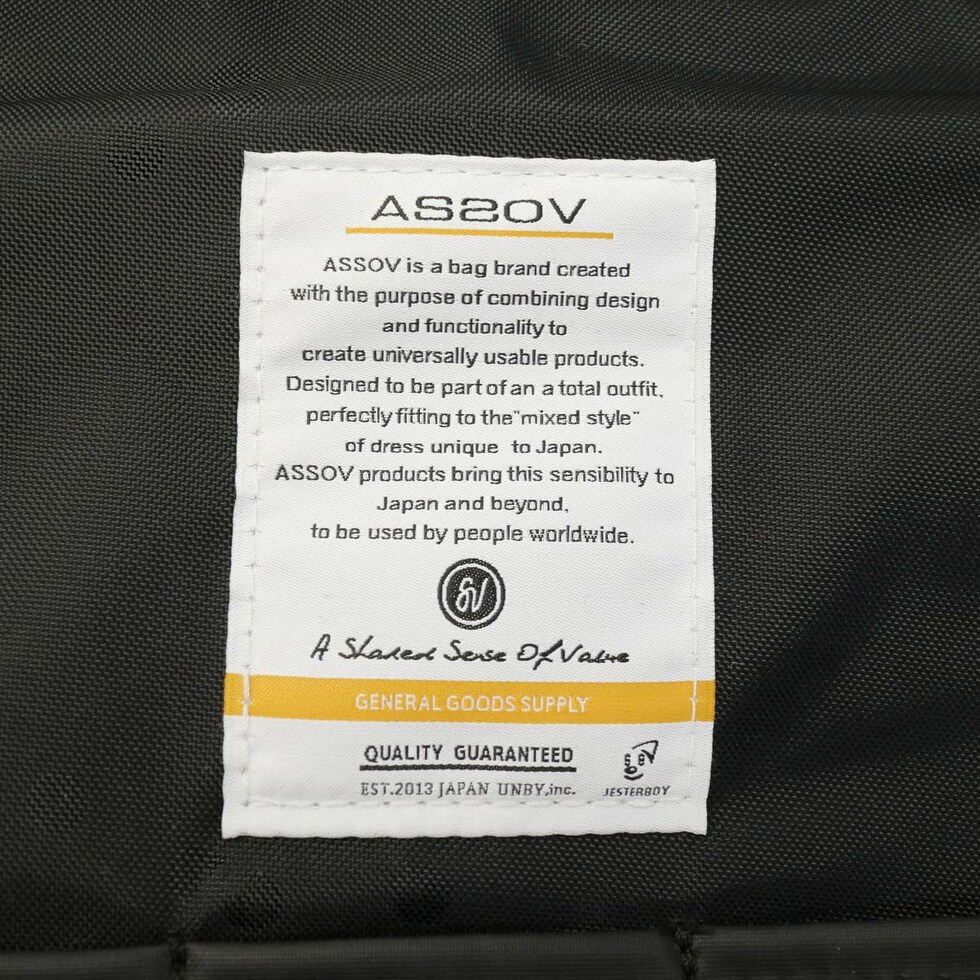 ASSOV
ASSOV is a bag brand created
with the purpose of combining design
and functionality to
create universally usable products.
Designed to be part of an a total outfit,
perfectly fitting to the "mixed style"
of dress unique to Japan.
ASSOV products bring this sensibility to
Japan and beyond,
to be used by people worldwide.
A Shared Sense Of Value
GENERAL GOODS SUPPLY
QUALITY GUARANTEED
EST.2013 JAPAN UNBY,inc.
JESTERBOY